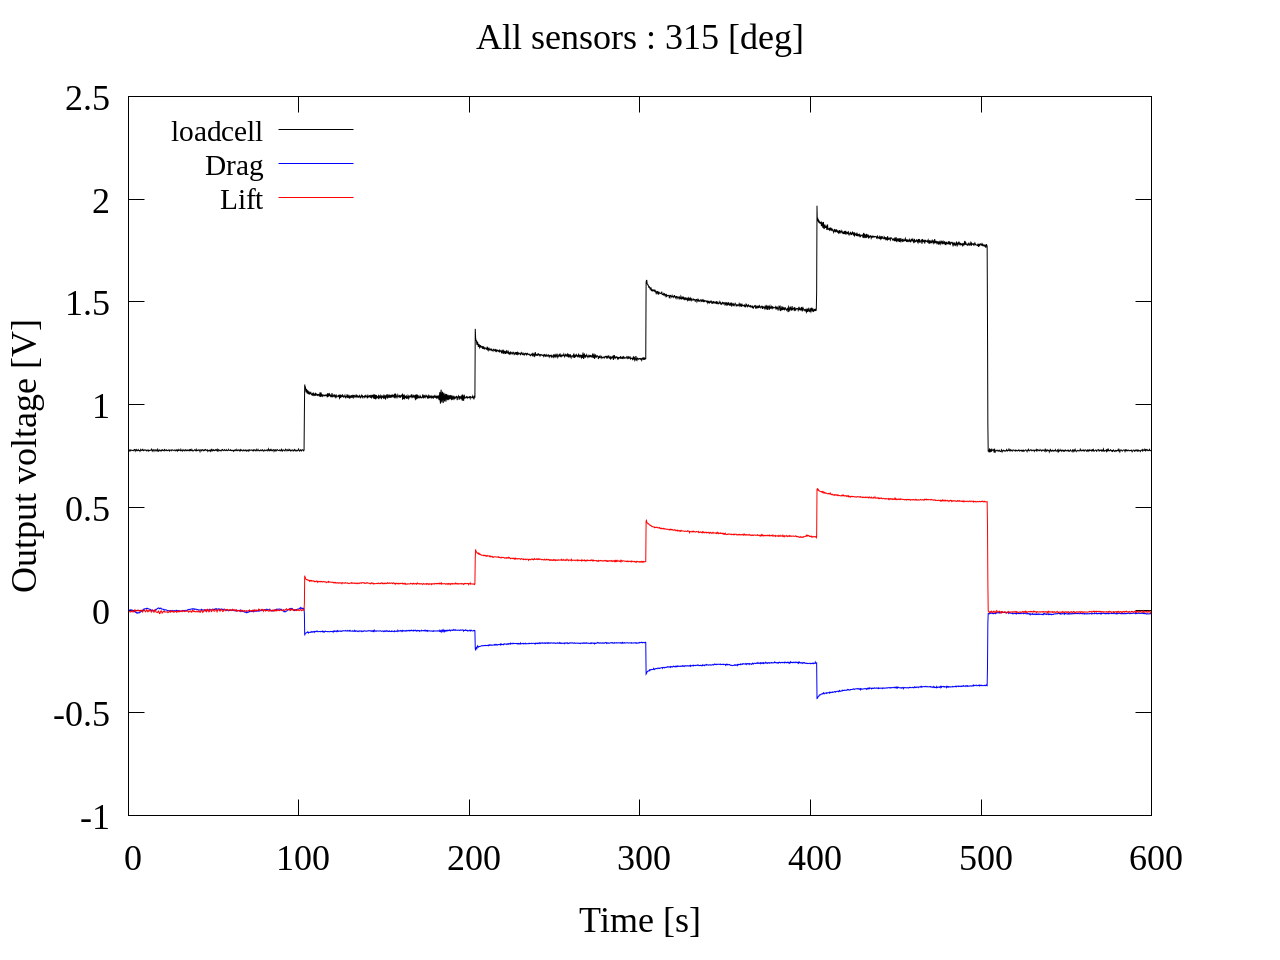 All sensors : 315 [deg]
2.5
2
1.5
1
0.5
0
-0.5
-1
loadcell
Drag
Lift
Output voltage [V]
0 100 200 300 400 500 600
Time [s]